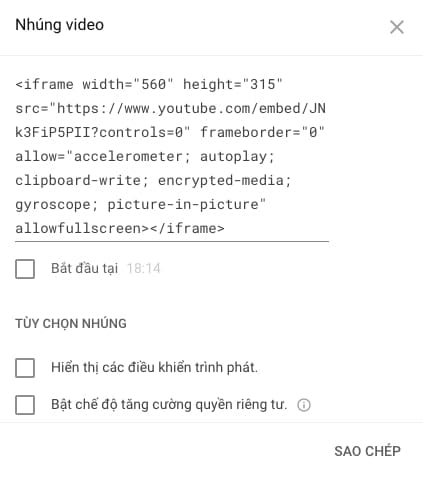 Nhúng video
<iframe width="560" height="315"
src="https://www.youtube.com/embed/JN
k3FiP5PII?controls=0" frameborder="0"
allow="accelerometer; autoplay;
clipboard-write; encrypted-media;
gyroscope; picture-in-picture"
allowfullscreen></iframe>
Bắt đầu tại 18:14
TÙY CHỌN NHÚNG
Hiển thị các điều khiển trình phát.
Bật chế độ tăng cường quyền riêng tư.
SAO CHÉP